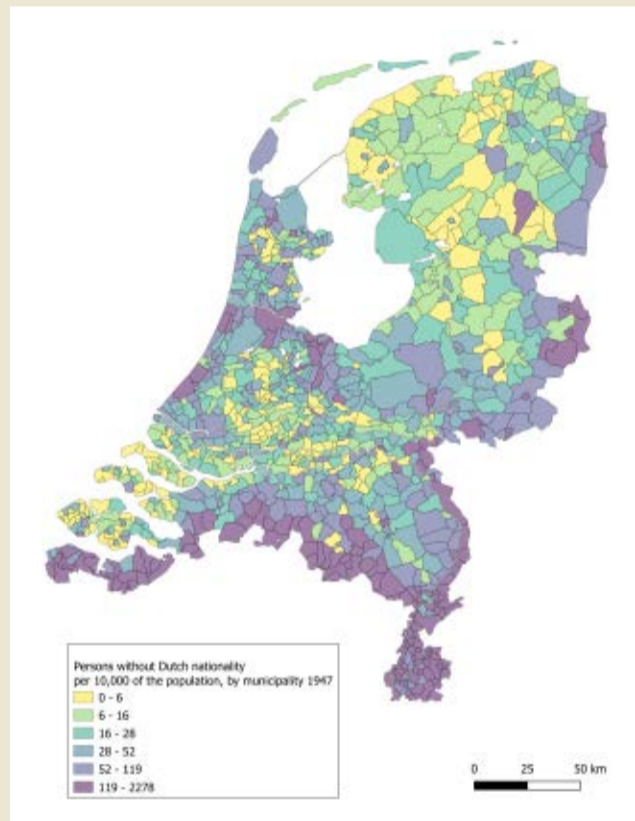 Persons without Dutch nationality
per 10,000 of the population, by municipality 1947
0 - 6
6 - 16
16 - 28
28 - 52
52 - 119
119 - 2278
0 25 50 km